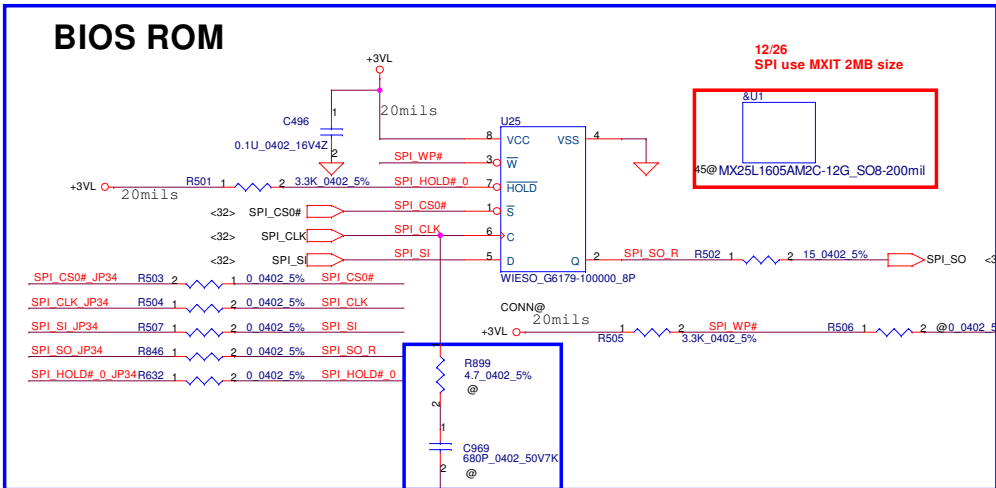 BIOS ROM
12/26
SPI use MXIT 2MB size
+3VL
20mils
C496
1
2
0.1U_0402_16V4Z
&U1
45@ MX25L1605AM2C-12G_SO8-200mil
U25
8 VCC VSS 4
SPI_WP# 3 W
+3VL 20mils R501 1 2 3.3K_0402_5% SPI_HOLD#_0 7 HOLD
<32> SPI_CS0# SPI_CS0# 1 S
<32> SPI_CLK SPI_CLK 6 C
<32> SPI_SI SPI_SI 5 D Q 2 SPI_SO_R R502 1 2 15_0402_5% SPI_SO
WIESO_G6179-100000_8P
CONN@
SPI_CS0#_JP34 R503 2 1 0_0402_5% SPI_CS0#
SPI_CLK_JP34 R504 1 2 0_0402_5% SPI_CLK
SPI_SI_JP34 R507 1 2 0_0402_5% SPI_SI
SPI_SO_JP34 R846 1 2 0_0402_5% SPI_SO_R
SPI_HOLD#_0_JP34 R632 1 2 0_0402_5% SPI_HOLD#_0
+3VL 20mils R505 1 2 3.3K_0402_5% SPI_WP# R506 1 2 @0_0402_5
1
R899
4.7_0402_5%
@
2
1
C969
680P_0402_50V7K
2
@